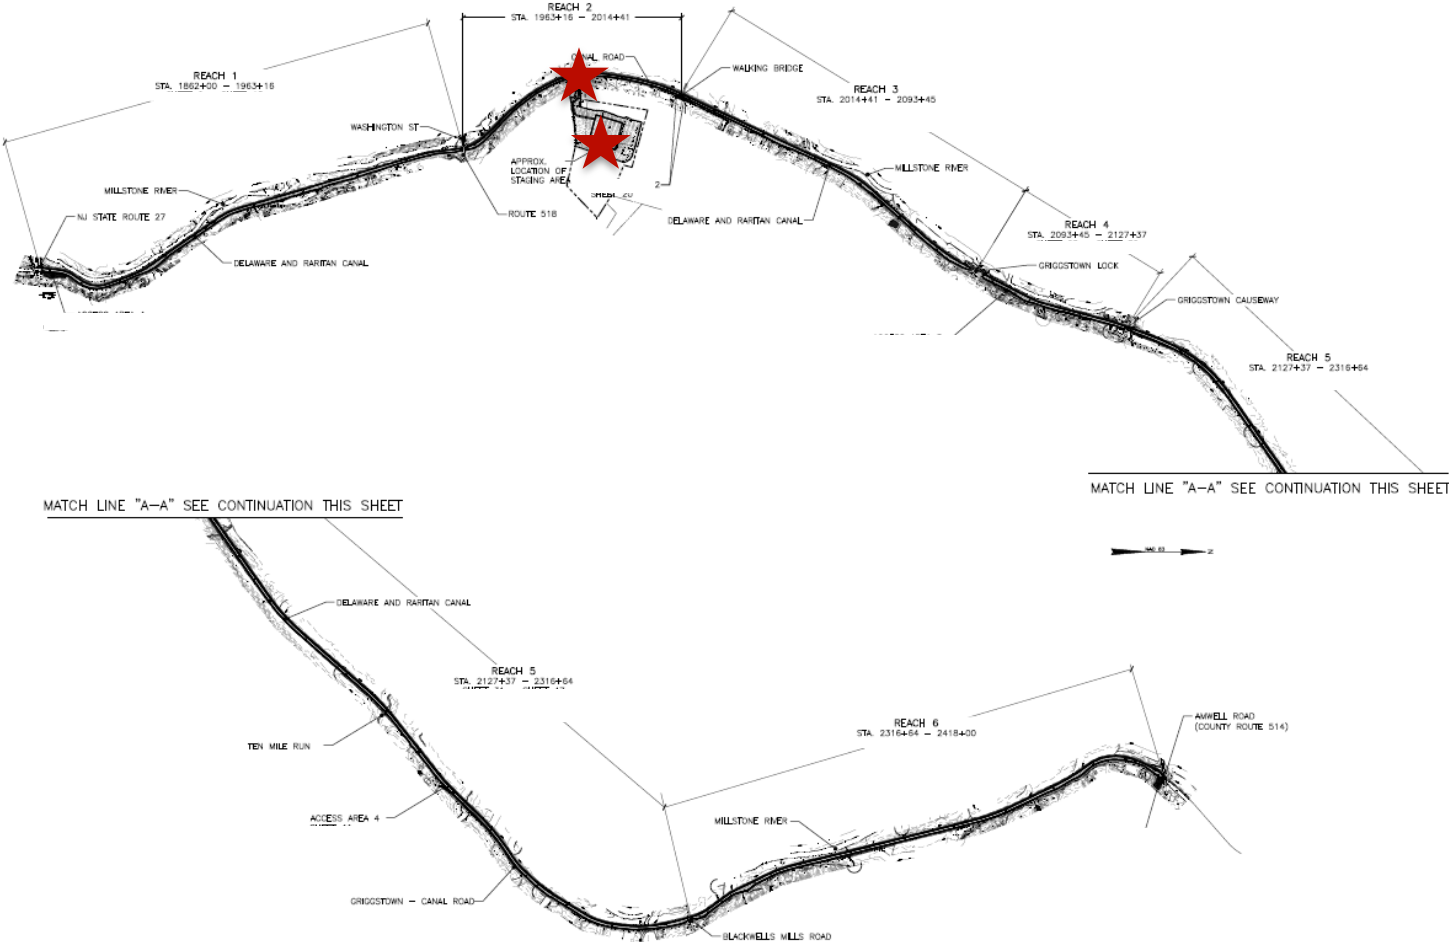 REACH 2
STA. 1963+16 – 2014+41
REACH 1
STA. 1862+00 – 1963+16
ROAD
WALKING BRIDGE
REACH 3
STA. 2014+41 – 2093+45
WASHINGTON ST
APPROX.
LOCATION OF
STAGING AREA
MILLSTONE RIVER
MILLSTONE RIVER
2
NJ STATE ROUTE 27
ROUTE 518
DELAWARE AND RARITAN CANAL
REACH 4
STA. 2093+45 – 2127+37
DELAWARE AND RARITAN CANAL
GRIGGSTOWN LOCK
GRIGGSTOWN CAUSEWAY
REACH 5
STA. 2127+37 – 2316+64
MATCH LINE "A–A" SEE CONTINUATION THIS SHEET
MATCH LINE "A–A" SEE CONTINUATION THIS SHEET
NAD 83
DELAWARE AND RARITAN CANAL
REACH 5
STA. 2127+37 – 2316+64
TEN MILE RUN
REACH 6
STA. 2316+64 – 2418+00
AMWELL ROAD
(COUNTY ROUTE 514)
ACCESS AREA 4
MILLSTONE RIVER
GRIGGSTOWN – CANAL ROAD
BLACKWELLS MILLS ROAD